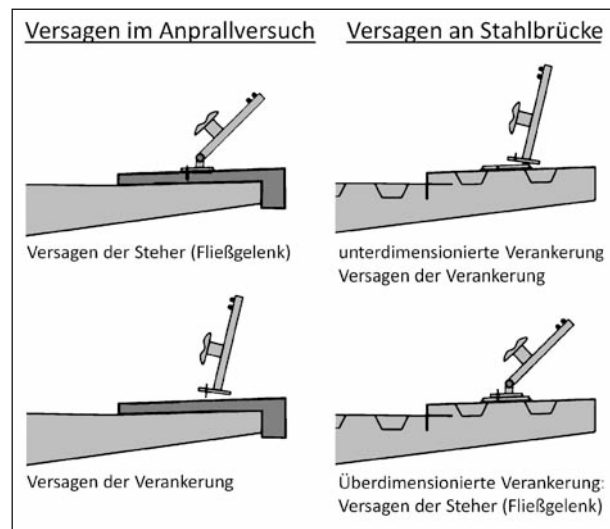 Versagen im Anprallversuch
Versagen an Stahlbrücke
Versagen der Steher (Fließgelenk)
unterdimensionierte Verankerung
Versagen der Verankerung
Versagen der Verankerung
Überdimensionierte Verankerung:
Versagen der Steher (Fließgelenk)